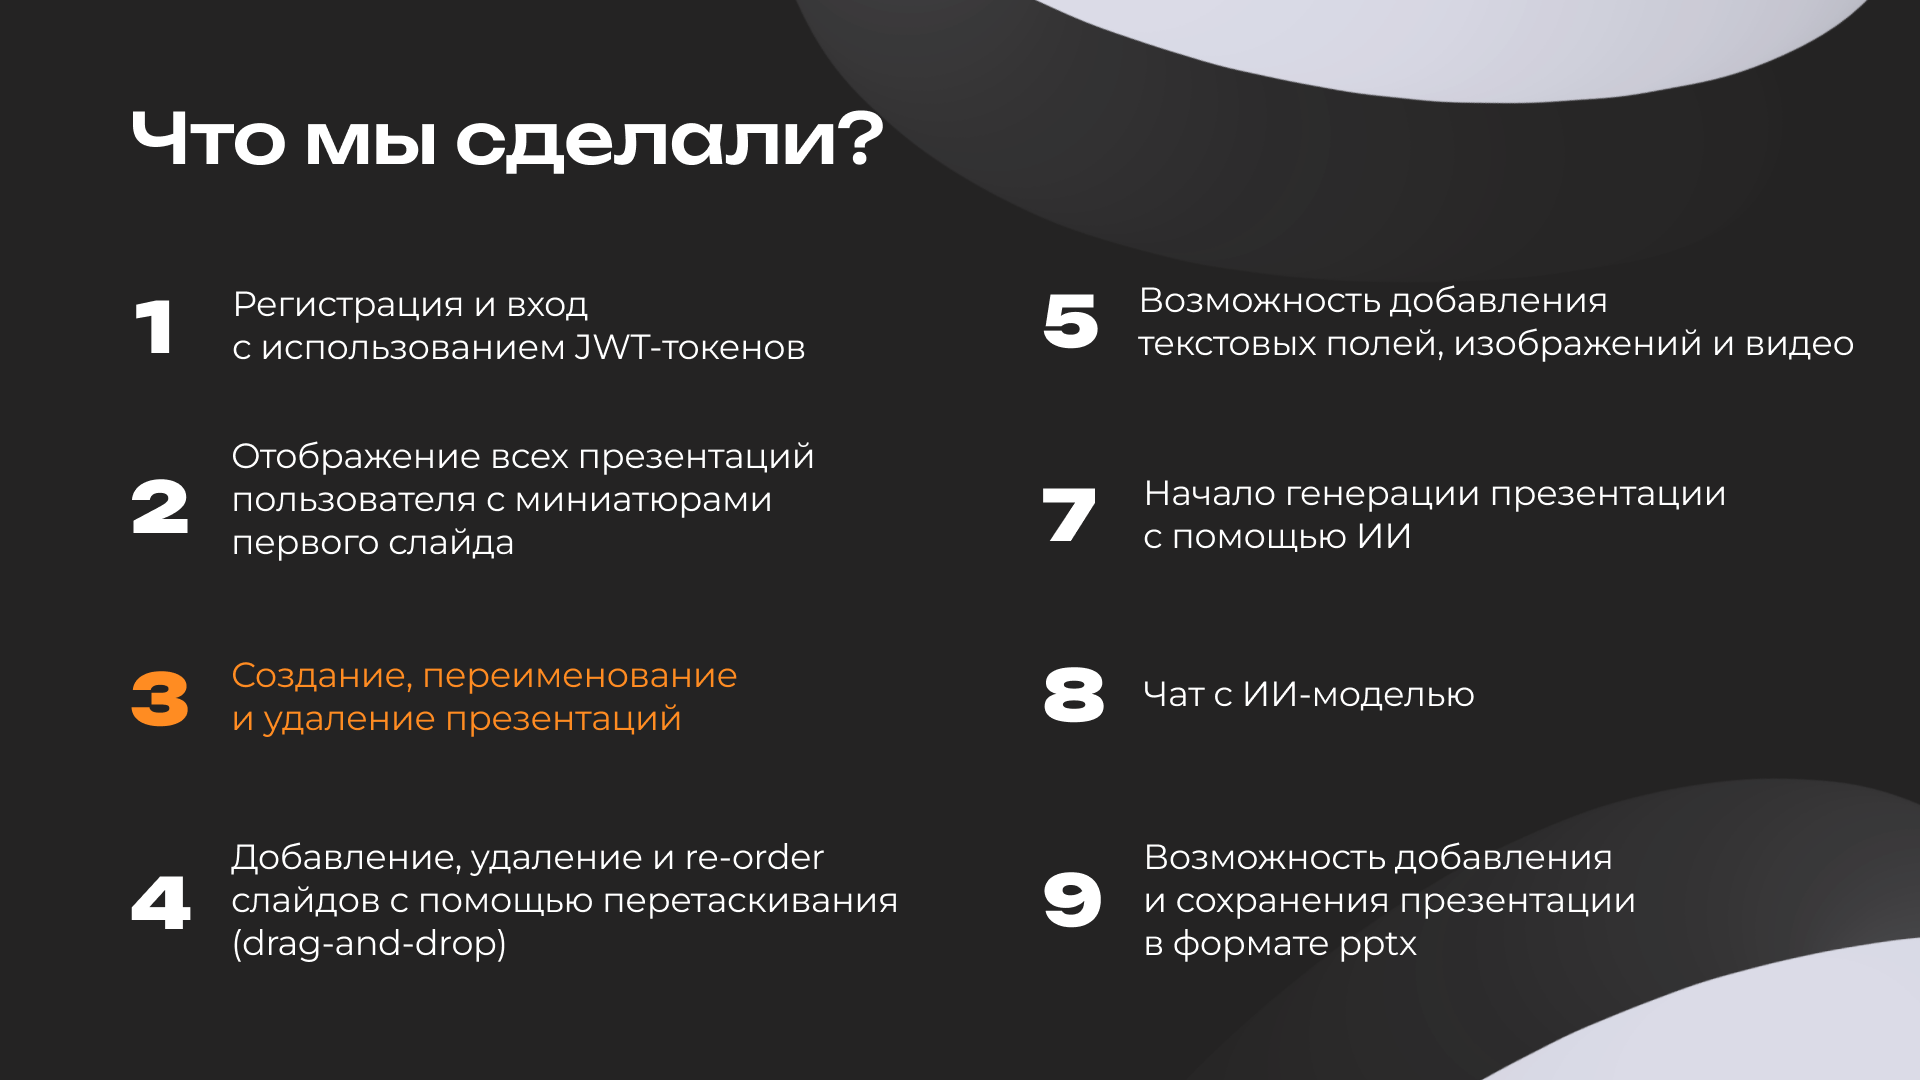 Что мы сделали?
1
Регистрация и вход
с использованием JWT-токенов
2
Отображение всех презентаций
пользователя с миниатюрами
первого слайда
3
Создание, переименование
и удаление презентаций
4
Добавление, удаление и re-order
слайдов с помощью перетаскивания
(drag-and-drop)
5
Возможность добавления
текстовых полей, изображений и видео
7
Начало генерации презентации
с помощью ИИ
8
Чат с ИИ-моделью
9
Возможность добавления
и сохранения презентации
в формате pptx